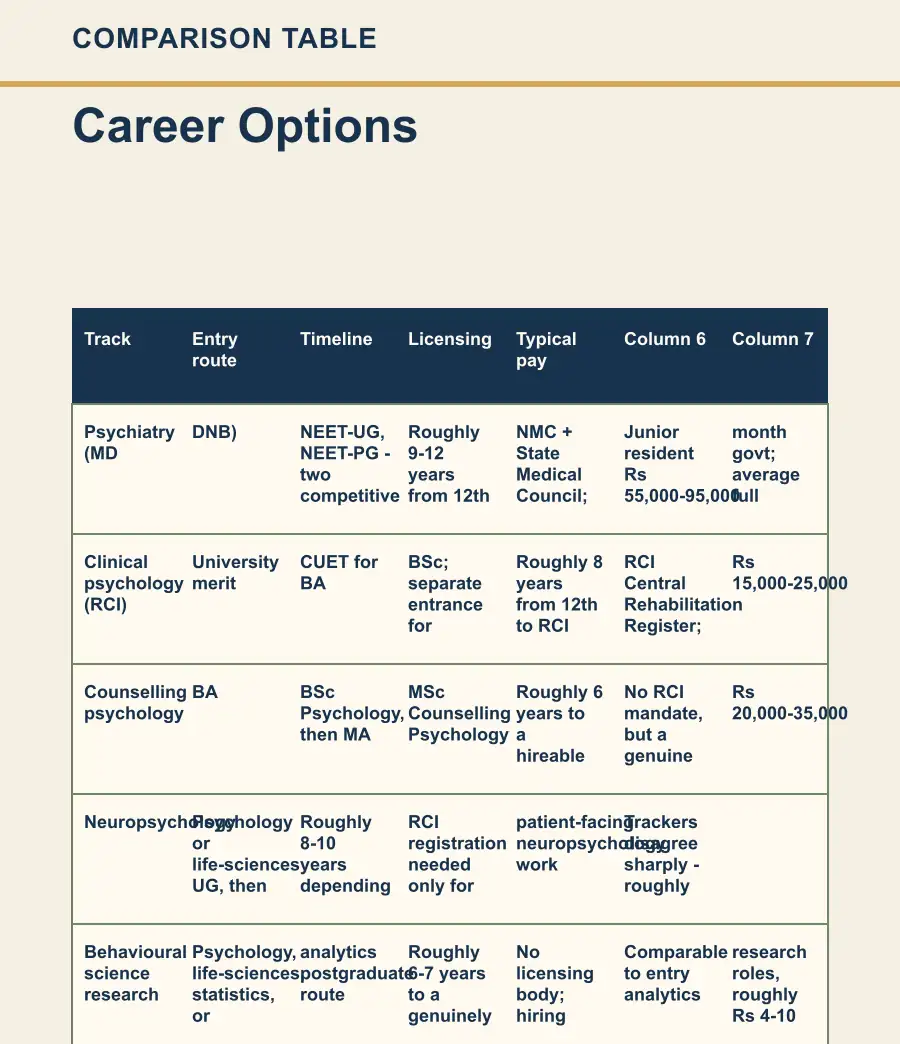 COMPARISON TABLE
Career Options
Track
Entry
route
Timeline
Licensing
Typical
pay
Column 6
Column 7
Psychiatry
(MD
DNB)
NEET-UG,
NEET-PG -
two
competitive
Roughly
9-12
years
from 12th
NMC +
State
Medical
Council;
Junior
resident
Rs
55,000-95,000
month
govt;
average
full
Clinical
psychology
(RCI)
University
merit
CUET for
BA
BSc;
separate
entrance
for
Roughly 8
years
from 12th
to RCI
RCI
Central
Rehabilitation
Register;
Rs
15,000-25,000
Counselling
psychology
BA
BSc
Psychology,
then MA
MSc
Counselling
Psychology
Roughly 6
years to
a
hireable
No RCI
mandate,
but a
genuine
Rs
20,000-35,000
Neuropsychology
Psychology
or
life-sciences
UG, then
Roughly
8-10
years
depending
RCI
registration
needed
only for
patient-facing
neuropsychology
work
Trackers
disagree
sharply -
roughly
Behavioural
science
research
Psychology,
life-sciences
statistics,
or
analytics
postgraduate
route
Roughly
6-7 years
to a
genuinely
No
licensing
body;
hiring
Comparable
to entry
analytics
research
roles,
roughly
Rs 4-10